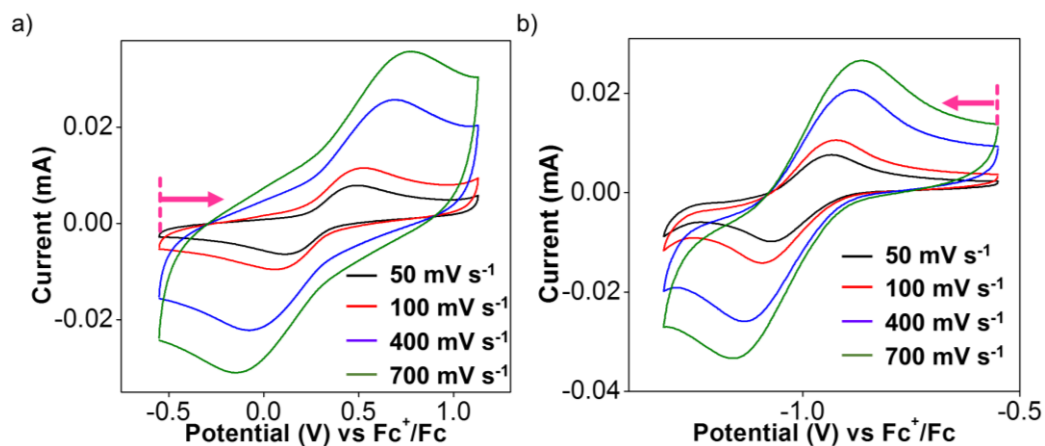 a)
Current (mA)
0.02
0.00
-0.02
50 mV s⁻¹
100 mV s⁻¹
400 mV s⁻¹
700 mV s⁻¹
-0.5
0.0
0.5
1.0
Potential (V) vs Fc⁺/Fc
b)
Current (mA)
0.02
0.00
-0.02
-0.04
50 mV s⁻¹
100 mV s⁻¹
400 mV s⁻¹
700 mV s⁻¹
-1.0
-0.5
Potential (V) vs Fc⁺/Fc